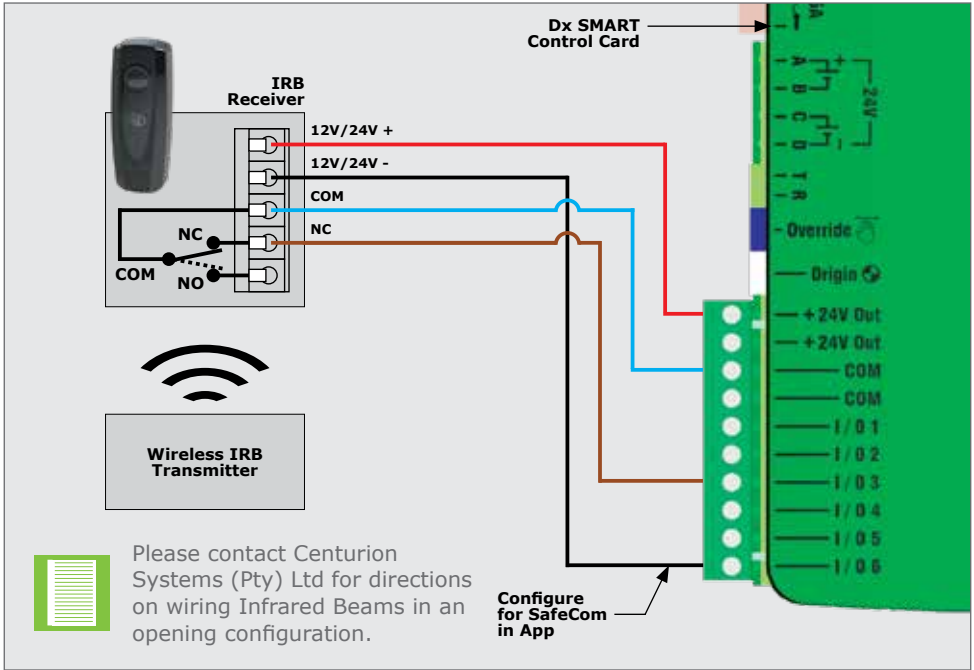 Dx SMART
Control Card
A
+
B
C
D
-
24V
T
R
- Override
Origin
+24V Out
+24V Out
COM
COM
I/O 1
I/O 2
I/O 3
I/O 4
I/O 5
I/O 6
IRB
Receiver
12V/24V +
12V/24V -
COM
NC
NC
COM
NO
Wireless IRB
Transmitter
Configure
for SafeCom
in App
Please contact Centurion
Systems (Pty) Ltd for directions
on wiring Infrared Beams in an
opening configuration.